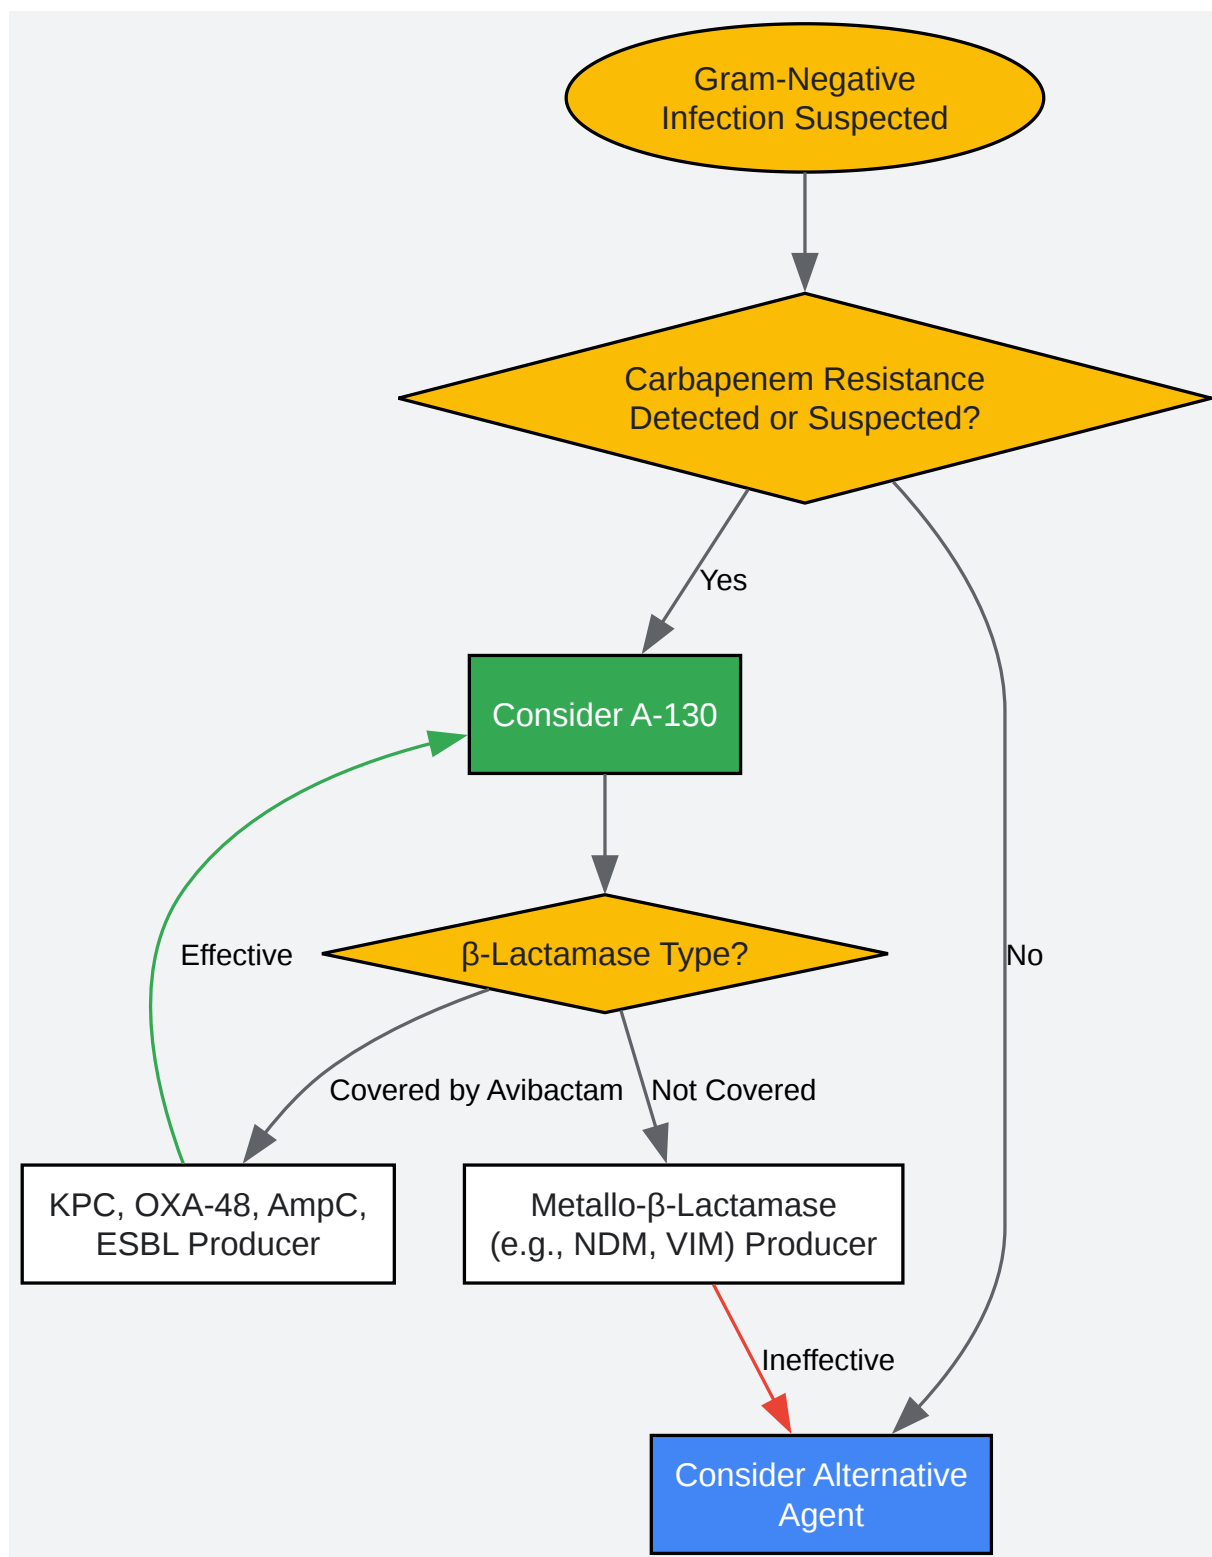 Gram-Negative
Infection Suspected
Carbapenem Resistance
Detected or Suspected?
Yes
Consider A-130
Effective
β-Lactamase Type?
No
Covered by Avibactam
Not Covered
KPC, OXA-48, AmpC,
ESBL Producer
Metallo-β-Lactamase
(e.g., NDM, VIM) Producer
Ineffective
Consider Alternative
Agent